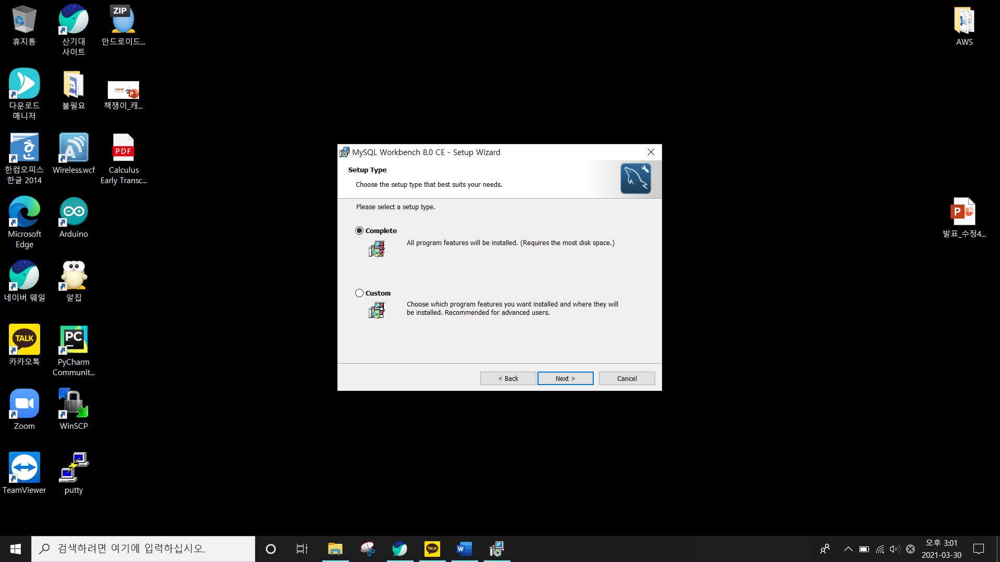 휴지통
산기대
사이트
ZIP
안드로이드...
AWS
다운로드
매니저
불필요
책쟁이_캐...
한컴오피스
한글 2014
Wireless.wcf
PDF
Calculus
Early Transc...
Microsoft
Edge
Arduino
발표_수정4...
네이버 웨일
알집
TALK
카카오톡
PC
PyCharm
Communit...
Zoom
WinSCP
TeamViewer
putty
MySQL Workbench 8.0 CE - Setup Wizard
Setup Type
Choose the setup type that best suits your needs.
Please select a setup type.
Complete
All program features will be installed. (Requires the most disk space.)
Custom
Choose which program features you want installed and where they will
be installed. Recommended for advanced users.
< Back
Next >
Cancel
검색하려면 여기에 입력하십시오.
TALK
오후 3:01
2021-03-30